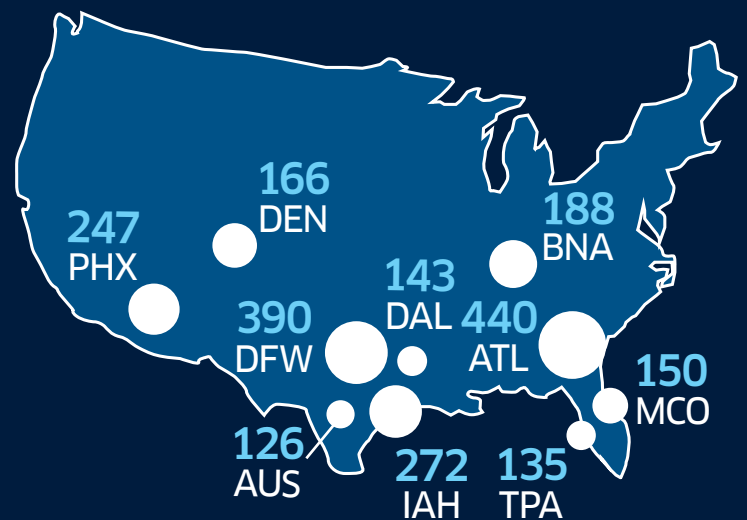 166
DEN
188
BNA
247
PHX
143
DAL
390
DFW
440
ATL
150
MCO
126
AUS
272
IAH
135
TPA